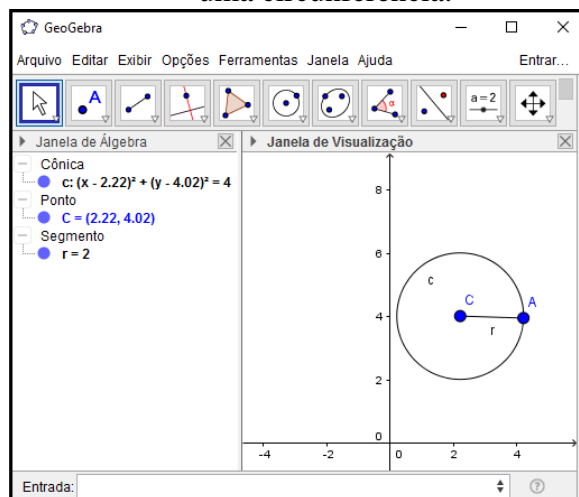 uma circunferência.
GeoGebra
Arquivo Editar Exibir Opções Ferramentas Janela Ajuda Entrar...
A
α
a=2
Janela de Álgebra
Cônica
c: (x - 2.22)² + (y - 4.02)² = 4
Ponto
C = (2.22, 4.02)
Segmento
r = 2
Janela de Visualização
8
6
c
C
A
4
r
2
0
-4 -2 0 2 4
Entrada: